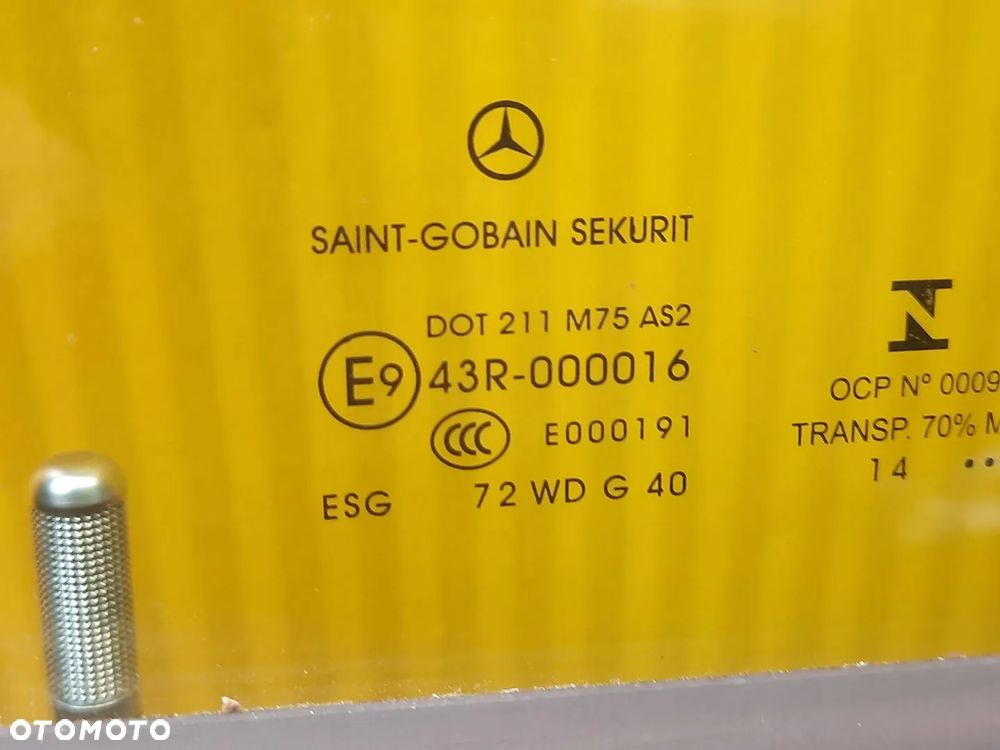 SAINT-GOBAIN SEKURIT
DOT 211 M75 AS2
E9 43R-000016
CCC E000191
ESG 72 WD G 40
N
OCP Nº 0009
TRANSP. 70% M
14 ••
OTOMOTO